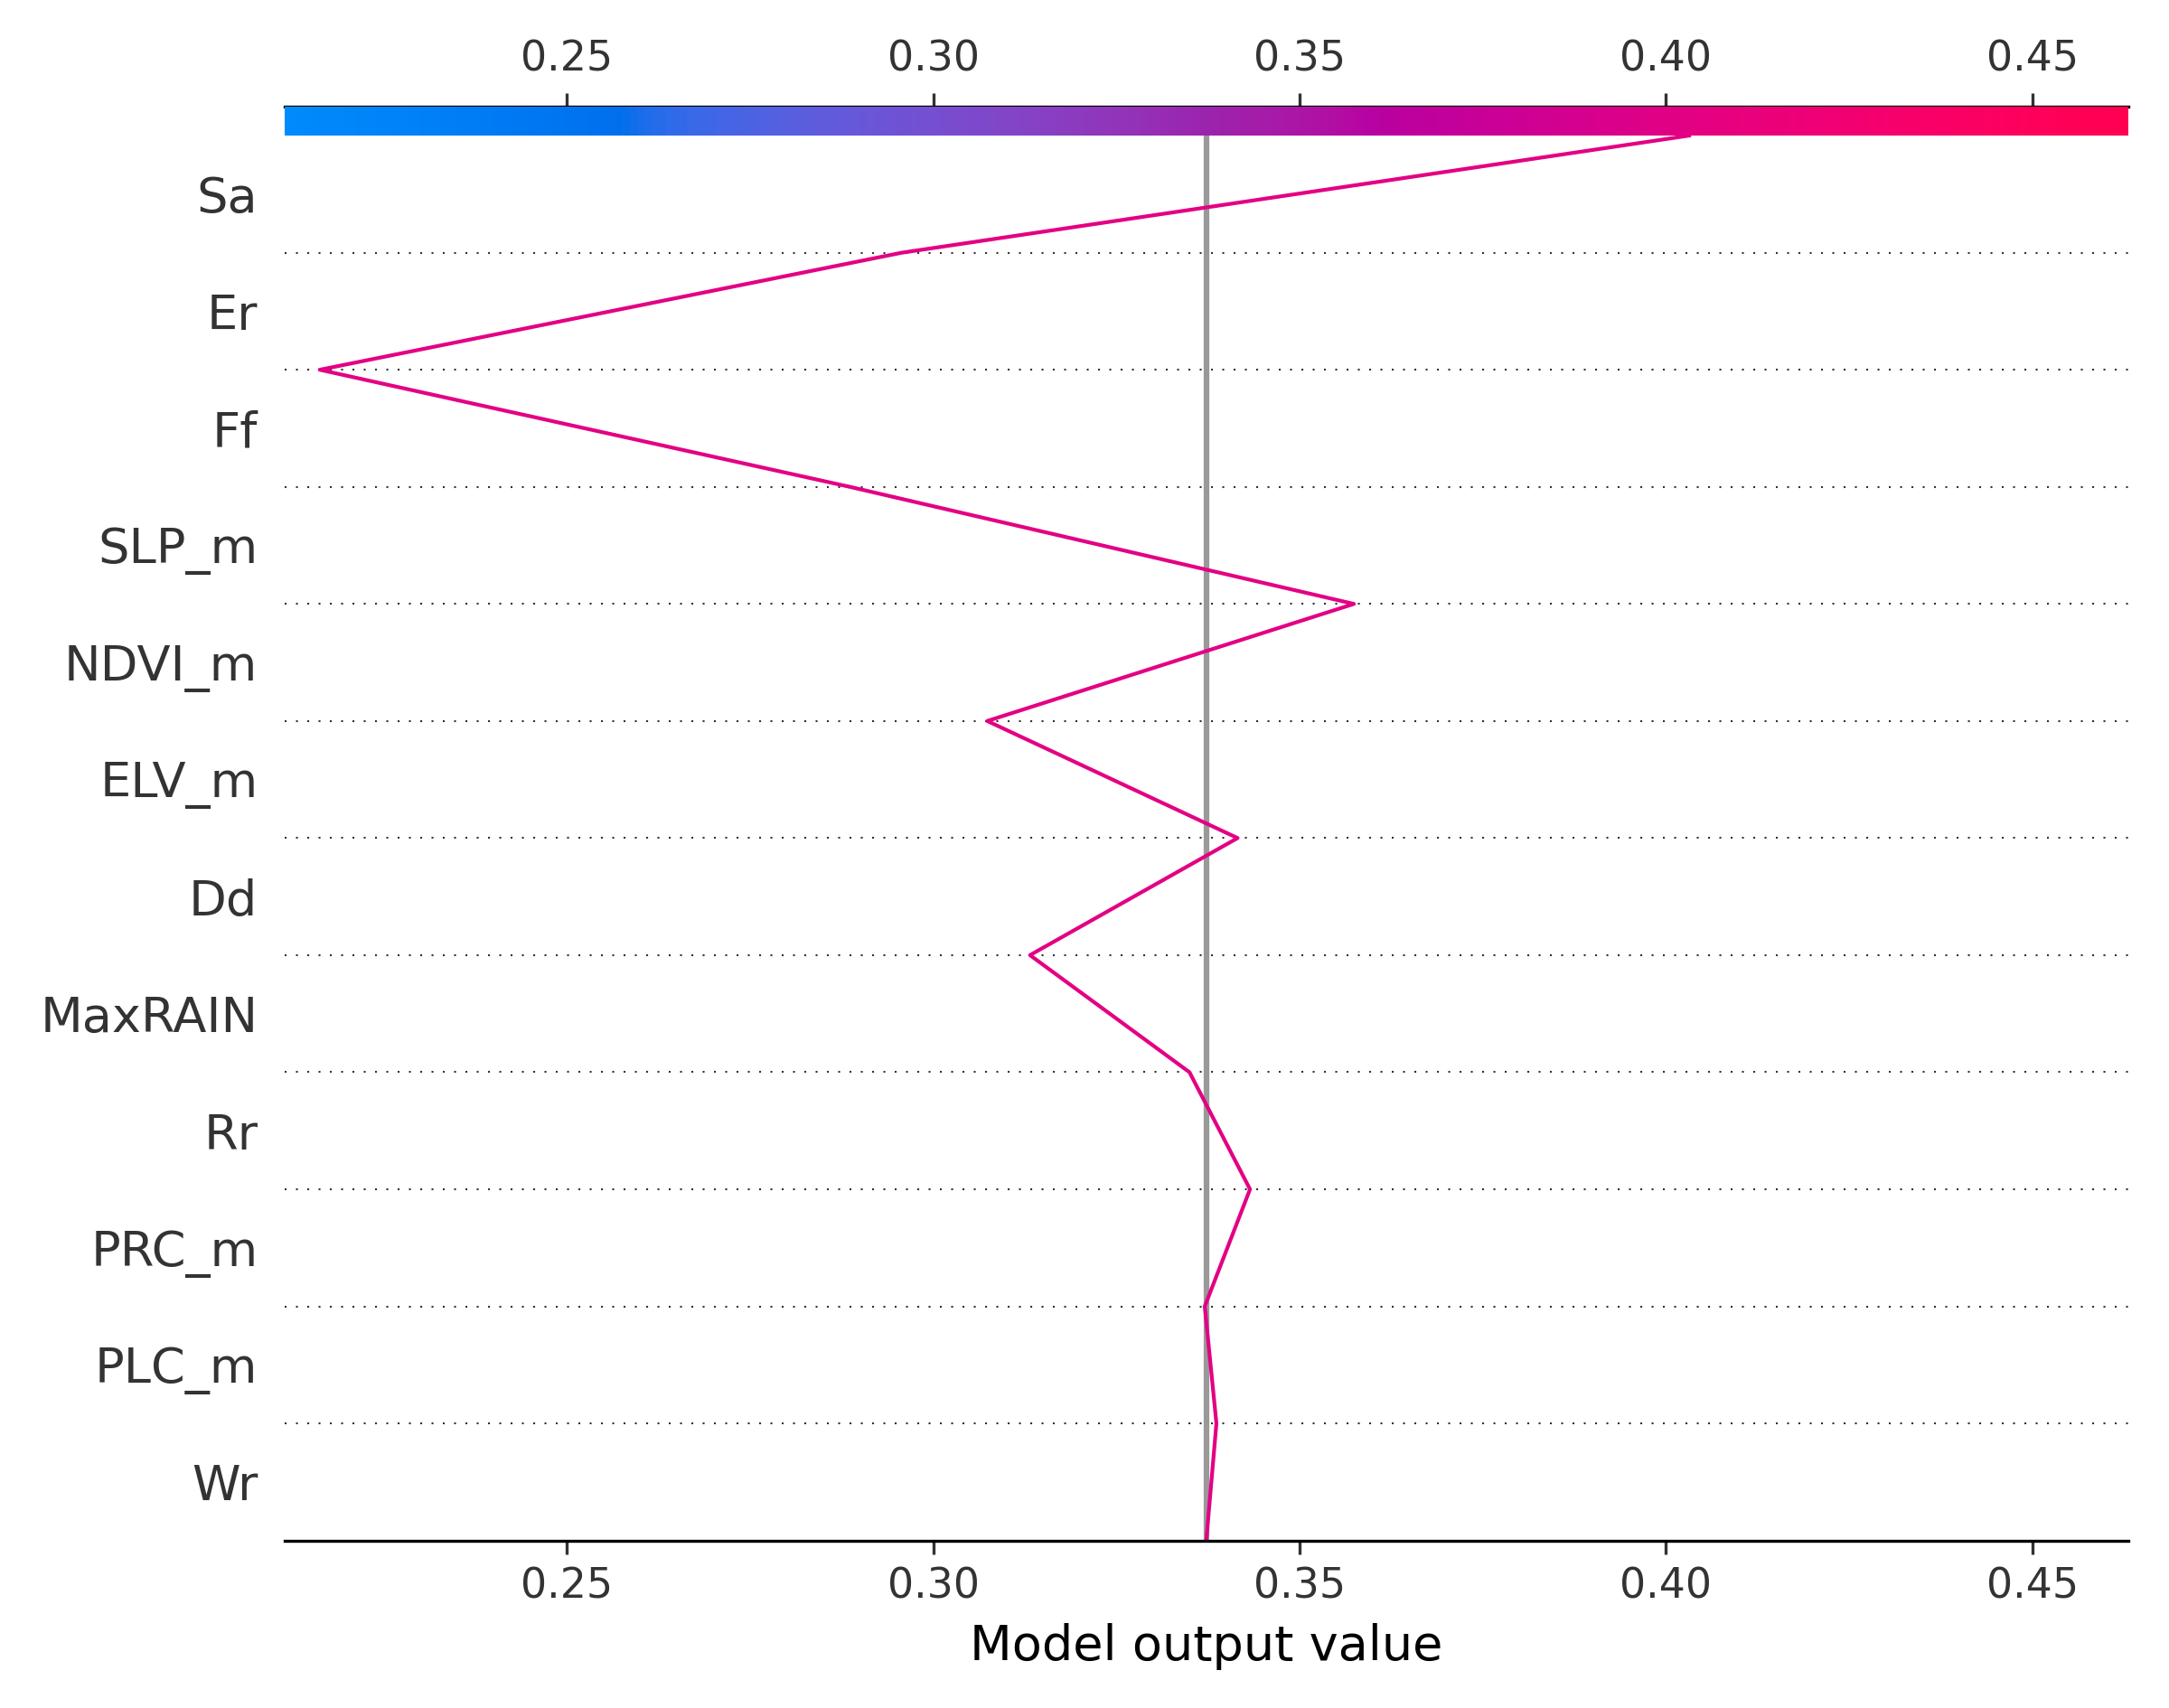 0.25 0.30 0.35 0.40 0.45
Sa
Er
Ff
SLP_m
NDVI_m
ELV_m
Dd
MaxRAIN
Rr
PRC_m
PLC_m
Wr
0.25 0.30 0.35 0.40 0.45
Model output value